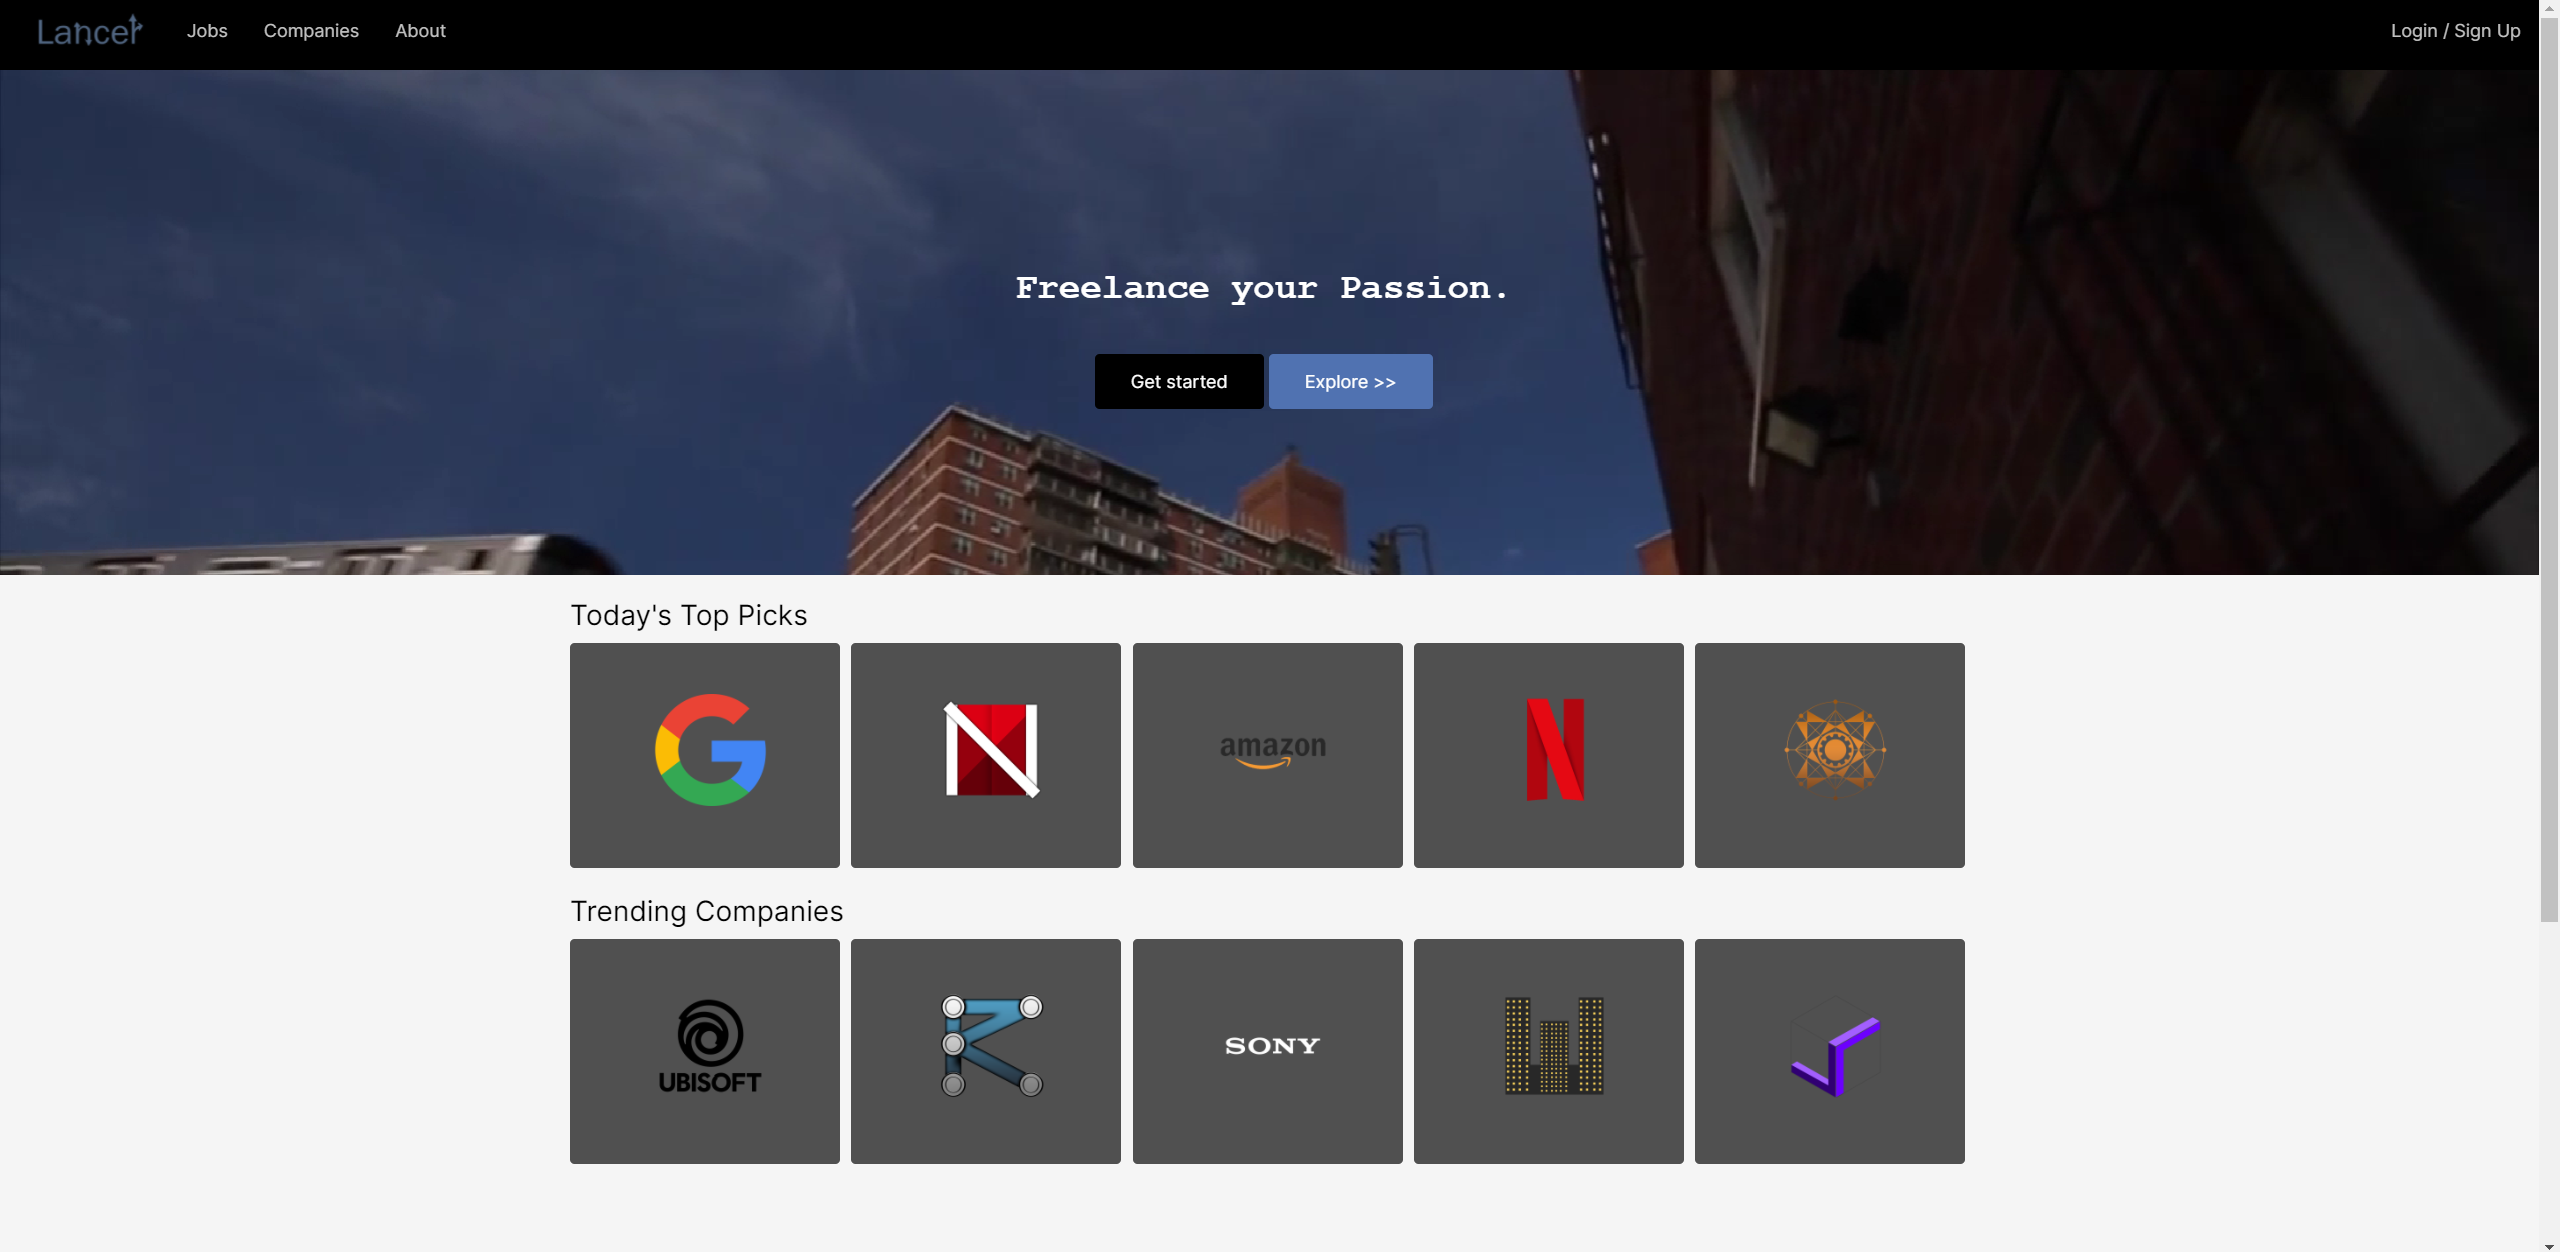 Lancer
Jobs
Companies
About
Login / Sign Up
Freelance your Passion.
Get started
Explore >>
Today's Top Picks
amazon
Trending Companies
UBISOFT
SONY